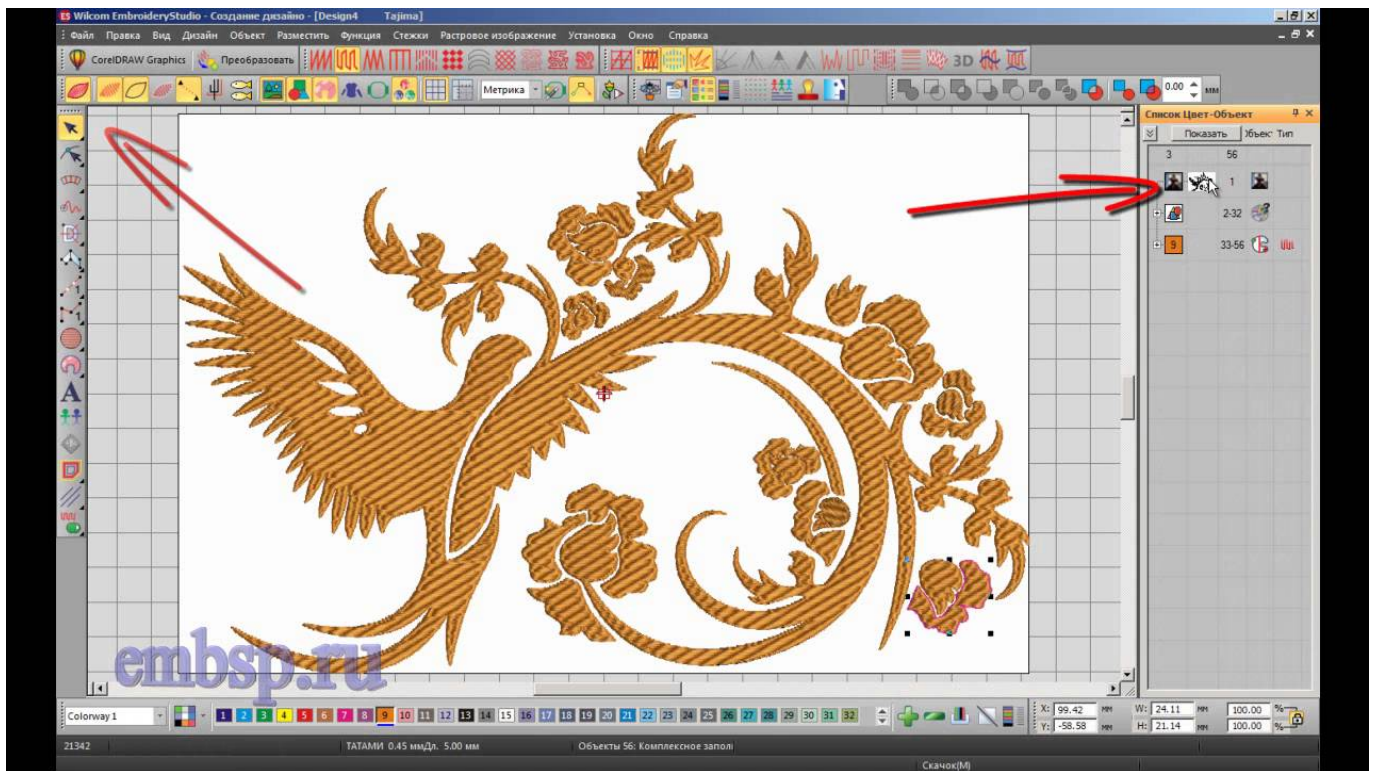 Wilcom EmbroideryStudio - Создание дизайно - [Design4 Tajima]
Файл Правка Вид Дизайн Объект Разместить Функция Стежки Растровое изображение Установка Окно Справка
CorelDRAW Graphics Преобразовать 3D
Метрика 0.00 мм
Список Цвет-Объект
Показать Тип
3 56
1
2-32
9 33-56
A
embsp.ru
Colorway 1 1 2 3 4 5 6 7 8 9 10 11 12 13 14 15 16 17 18 19 20 21 22 23 24 25 26 27 28 29 30 31 32
X: 99.42 мм W: 24.11 мм 100.00 %
Y: -58.58 мм H: 21.14 мм 100.00 %
21342 ТАТАМИ 0.45 ммДл. 5.00 мм Объекты 56: Комплексное запол
Скачок(М)